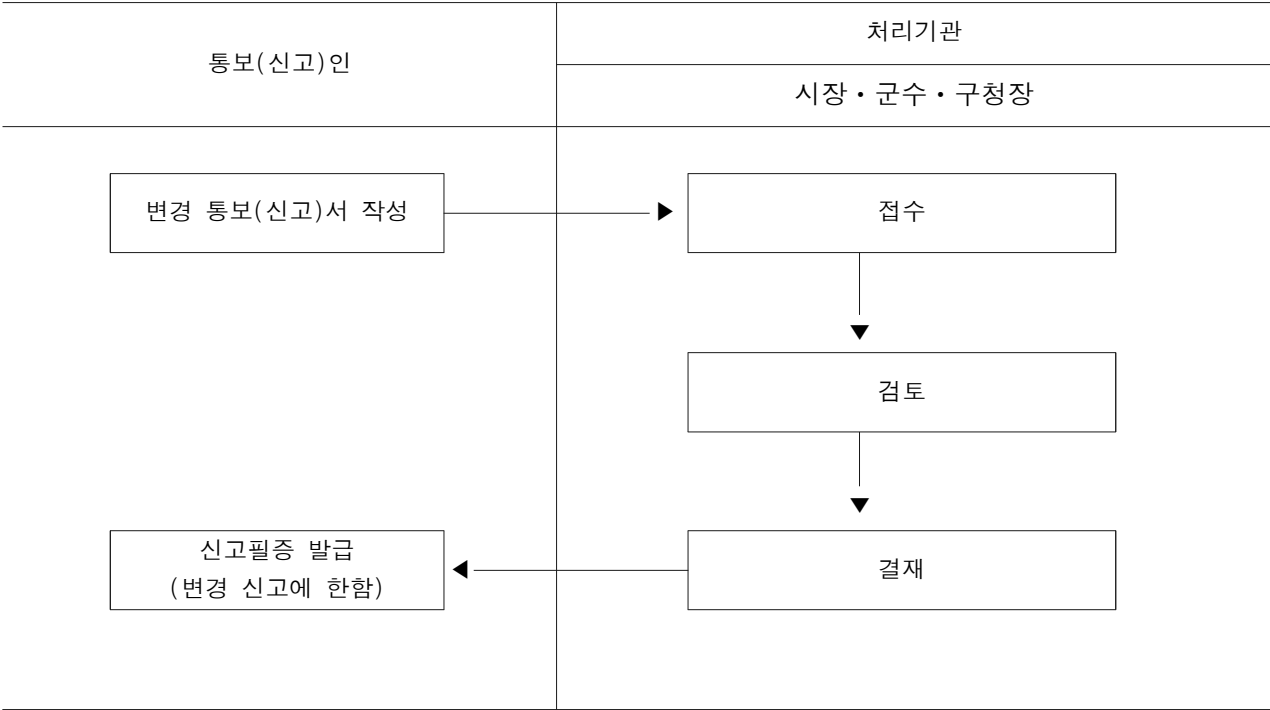 통보(신고)인
처리기관
시장·군수·구청장
변경 통보(신고)서 작성
접수
검토
결재
신고필증 발급
(변경 신고에 한함)